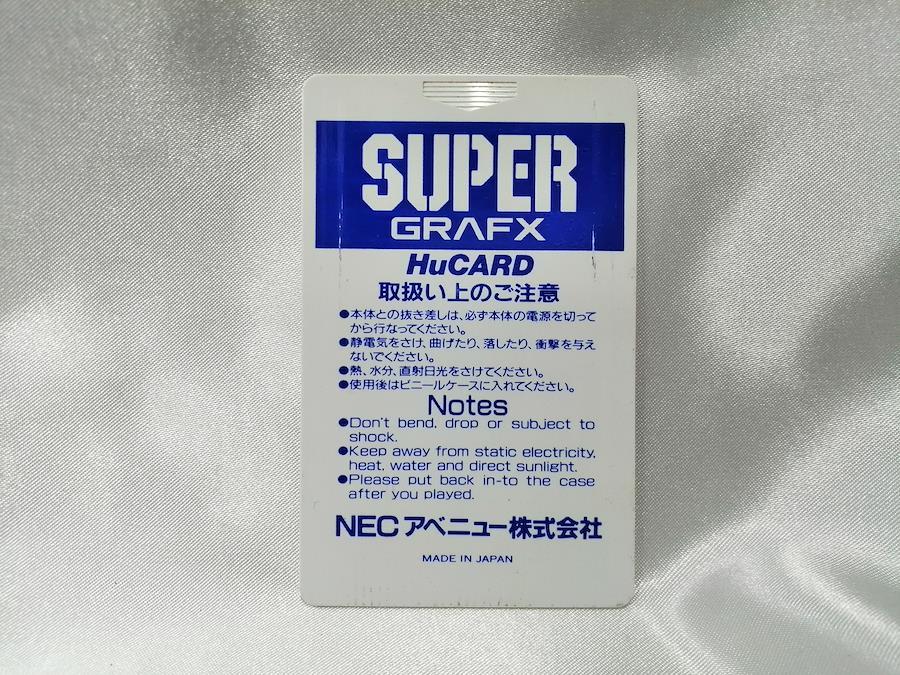 SUPER
GRAFX
HuCARD
取扱い上のご注意
●本体との抜き差しは、必ず本体の電源を切って
から行なってください。
●静電気をさけ、曲げたり、落したり、衝撃を与え
ないでください。
●熱、水分、直射日光をさけてください。
●使用後はビニールケースに入れてください。
Notes
●Don't bend, drop or subject to
shock.
●Keep away from static electricity,
heat, water and direct sunlight.
●Please put back in-to the case
after you played.
NECアベニュー株式会社
MADE IN JAPAN